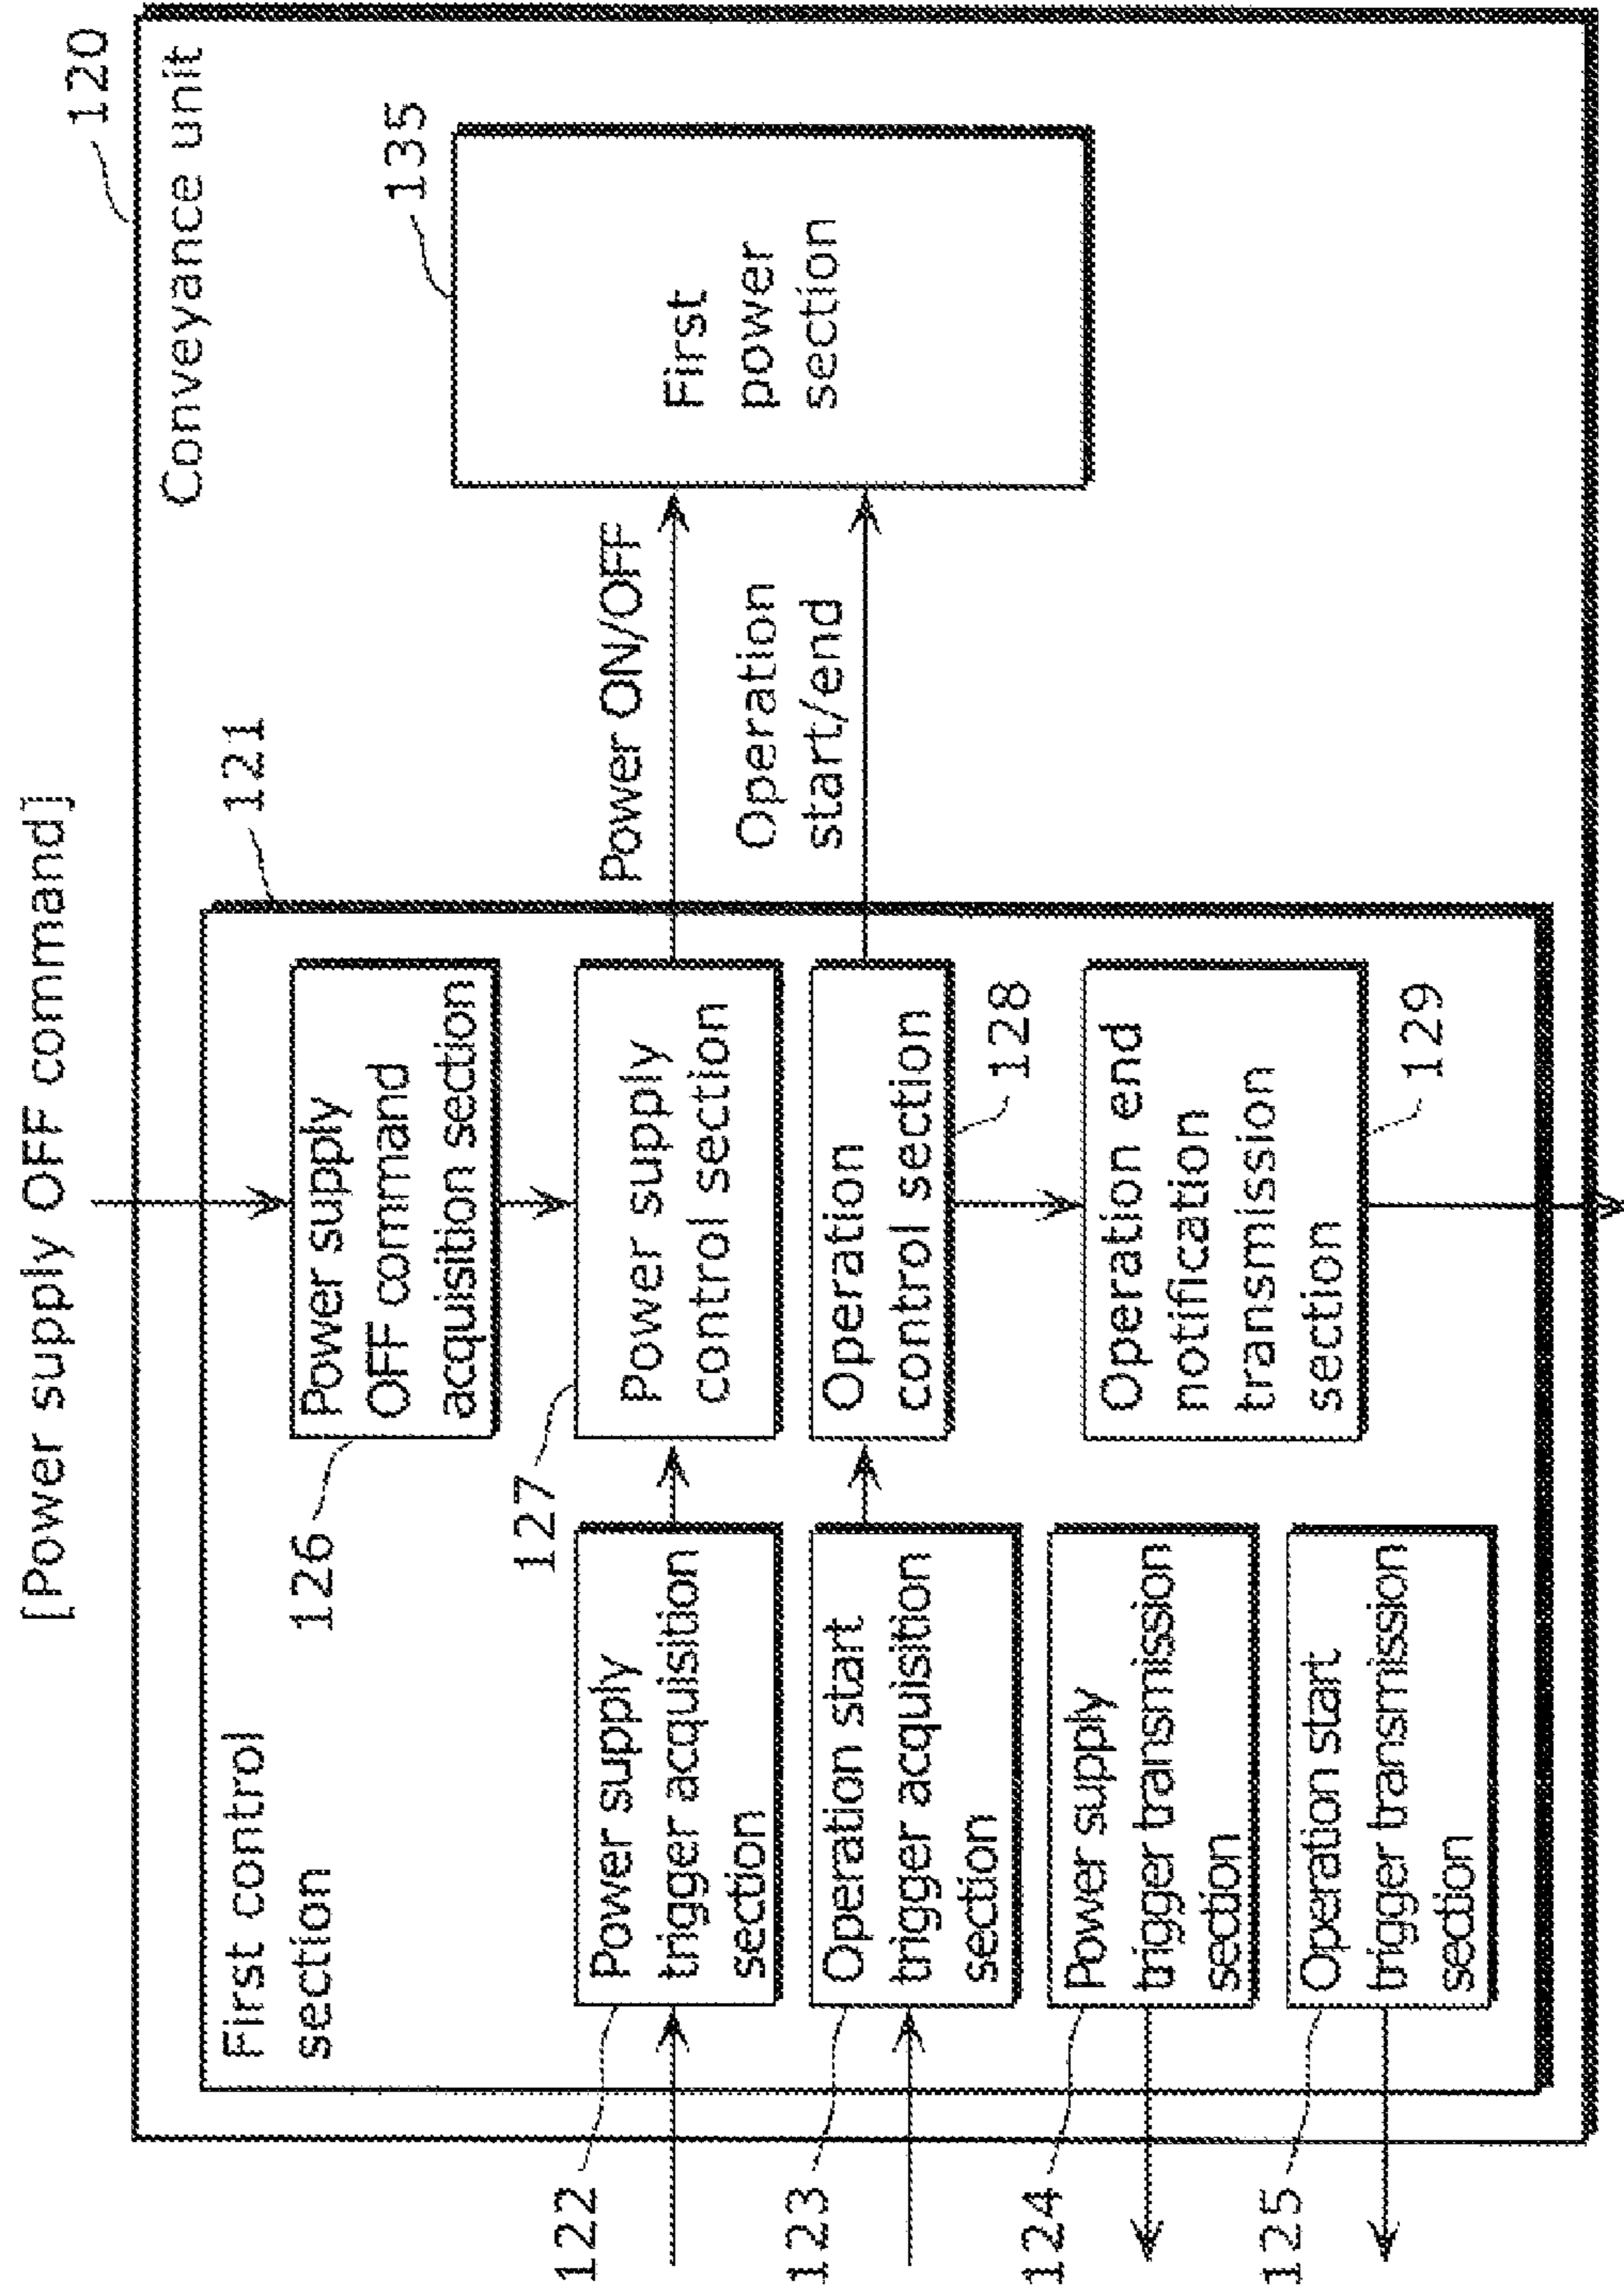 [Power supply OFF command]
120
Conveyance unit
121
First control
section
126
Power supply
OFF command
acquisition section
135
First
power
section
Power ON/OFF
127
Power supply
control section
122
Power supply
trigger acquisition
section
Operation
start/end
Operation
control section
128
123
Operation start
trigger acquisition
section
124
Power supply
trigger transmission
section
Operation end
notification
transmission
section
129
125
Operation start
trigger transmission
section